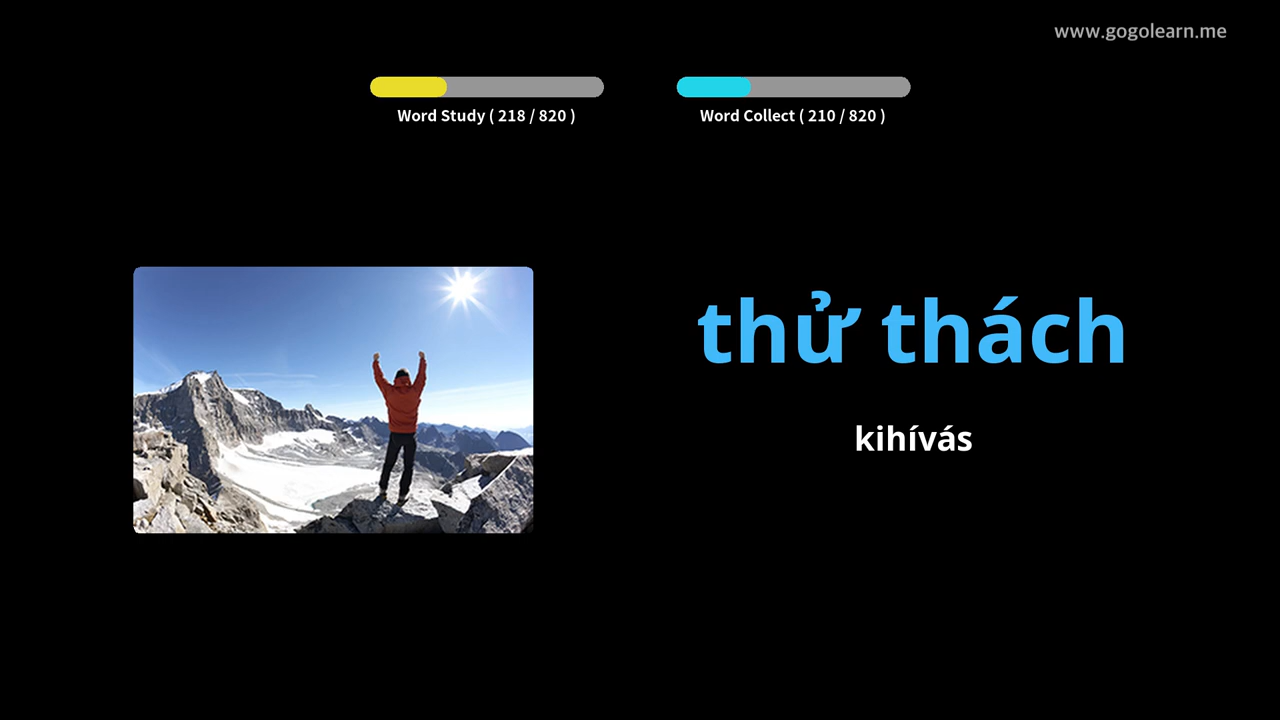 www.gogolearn.me
Word Study ( 218 / 820 )
Word Collect ( 210 / 820 )
thử thách
kihívás